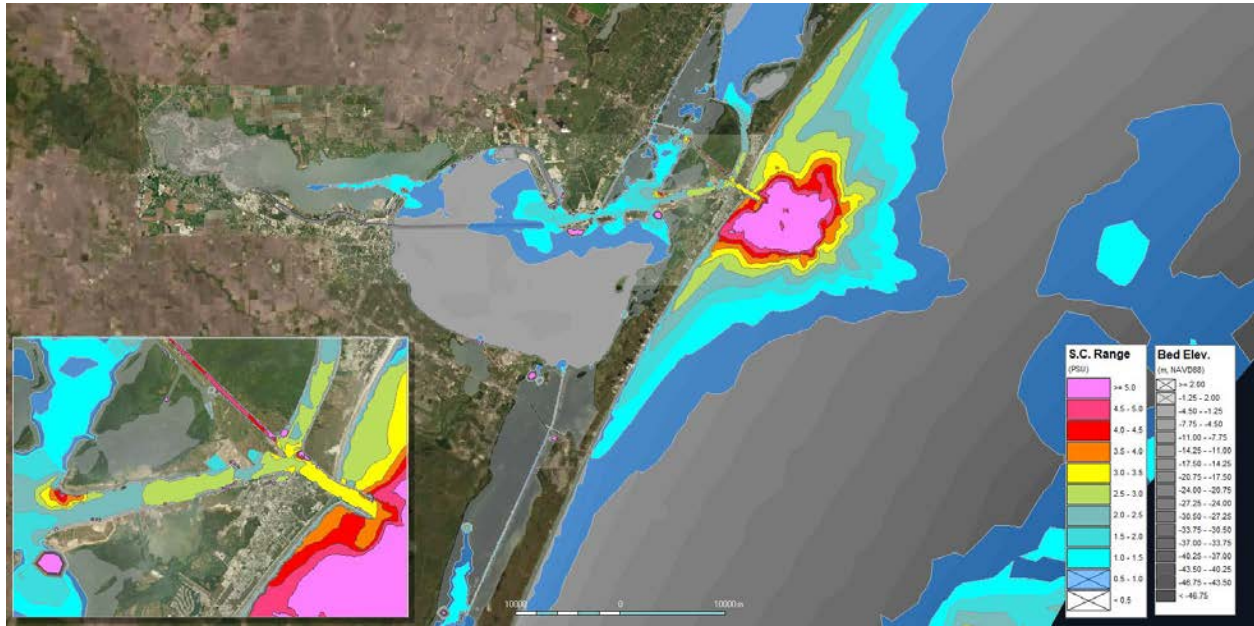 S.C. Range
(PSU)
>= 5.0
4.5 - 5.0
4.0 - 4.5
3.5 - 4.0
3.0 - 3.5
2.5 - 3.0
2.0 - 2.5
1.5 - 2.0
1.0 - 1.5
0.5 - 1.0
< 0.5
Bed Elev.
(m, NAVD88)
>= 2.00
-1.25 - 2.00
-4.50 - -1.25
-7.75 - -4.50
-11.00 - -7.75
-14.25 - -11.00
-17.50 - -14.25
-20.75 - -17.50
-24.00 - -20.75
-27.25 - -24.00
-30.50 - -27.25
-33.75 - -30.50
-37.00 - -33.75
-40.25 - -37.00
-43.50 - -40.25
-46.75 - -43.50
< -46.75
10000 0 10000m